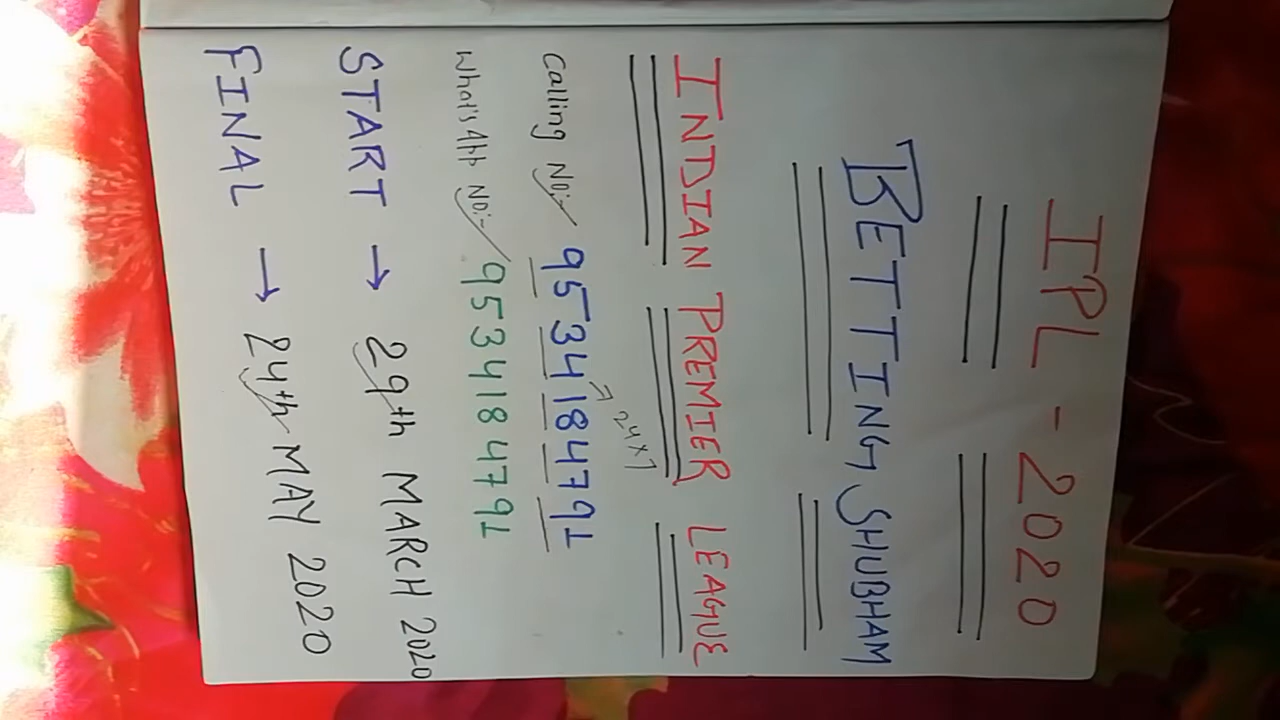 IPL - 2020
BETTING SHUBHAM
INDIAN PREMIER LEAGUE
24x7
Calling No:- 9534184791
What's App No:- 9534184791
START → 29th MARCH 2020
FINAL → 24th MAY 2020